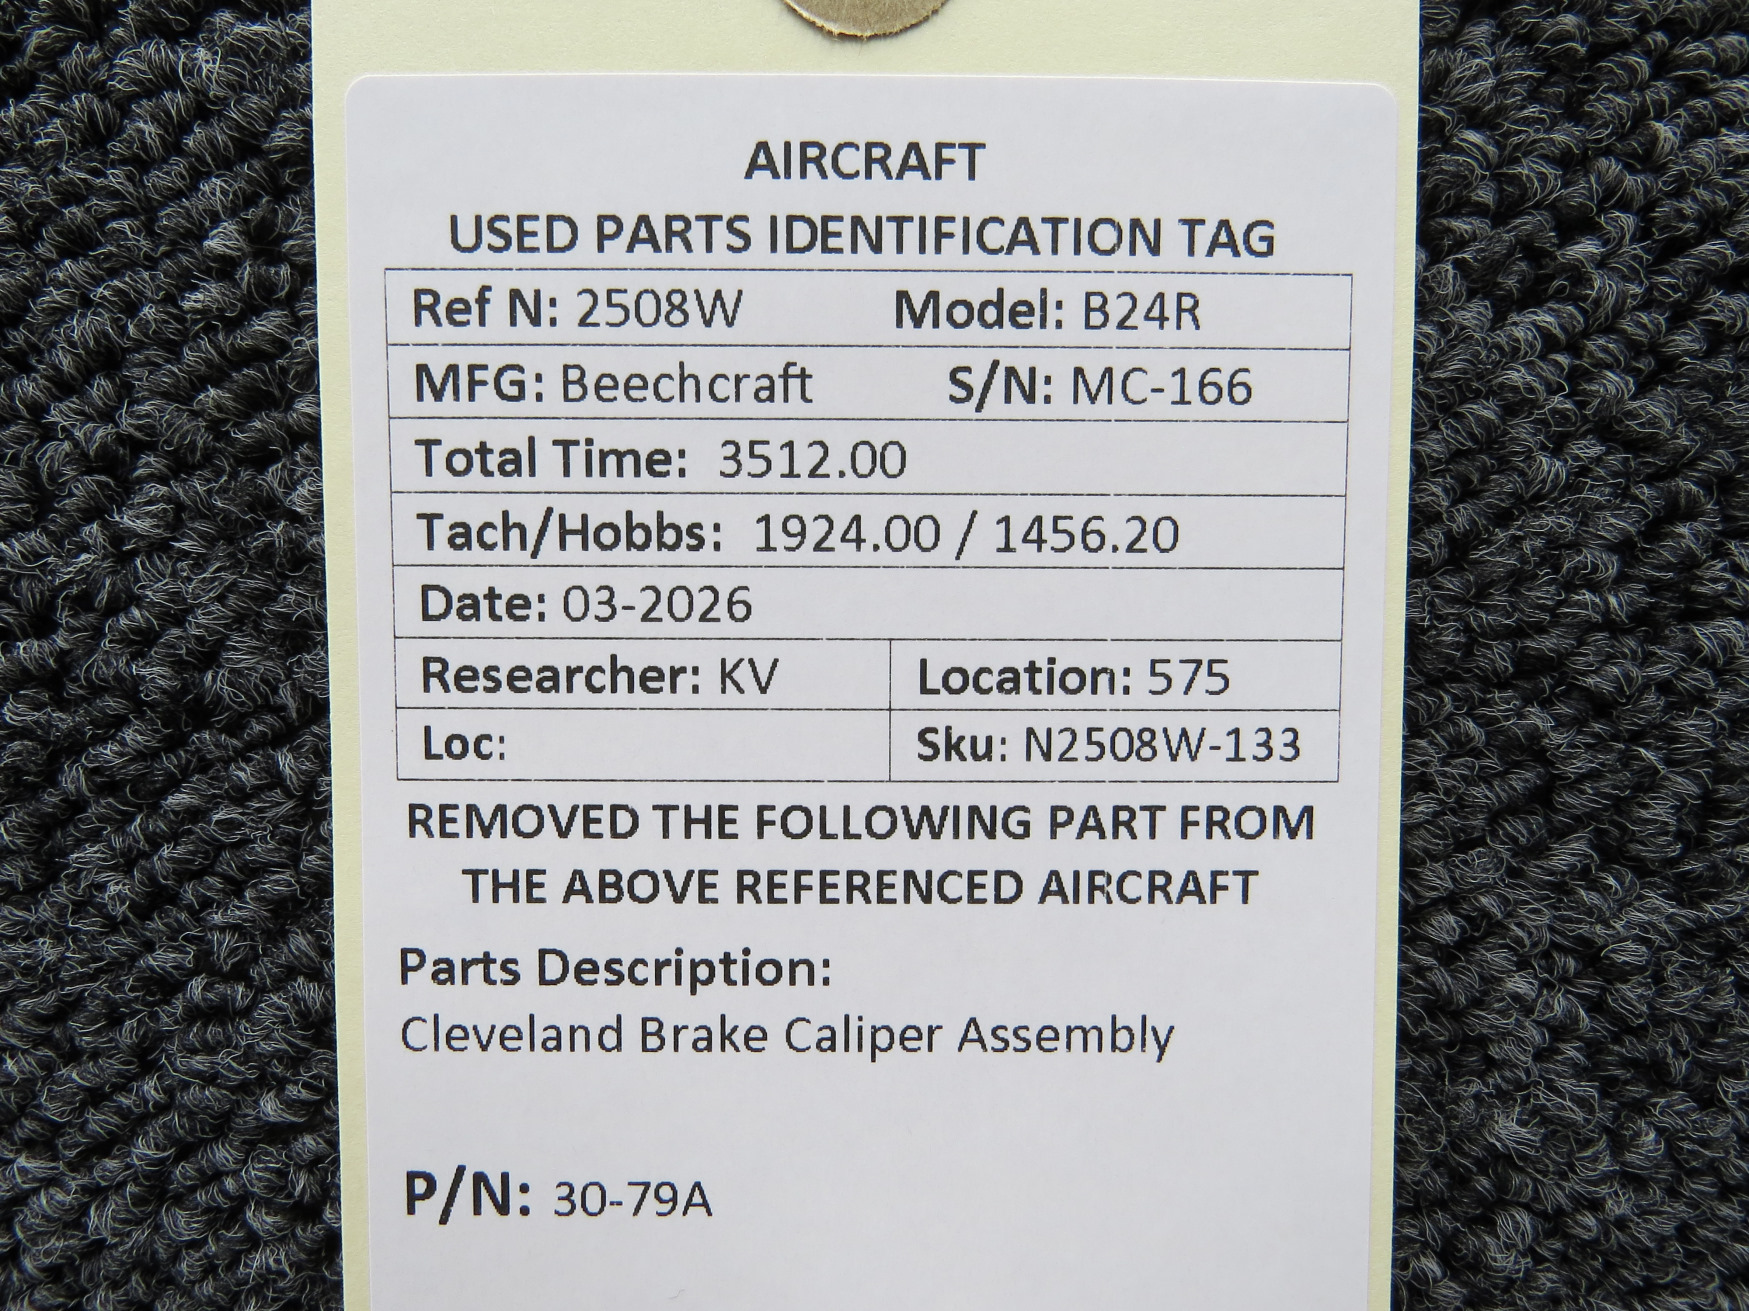 AIRCRAFT
USED PARTS IDENTIFICATION TAG
Ref N: 2508W Model: B24R
MFG: Beechcraft S/N: MC-166
Total Time: 3512.00
Tach/Hobbs: 1924.00 / 1456.20
Date: 03-2026
Researcher: KV Location: 575
Loc: Sku: N2508W-133
REMOVED THE FOLLOWING PART FROM
THE ABOVE REFERENCED AIRCRAFT
Parts Description:
Cleveland Brake Caliper Assembly
P/N: 30-79A